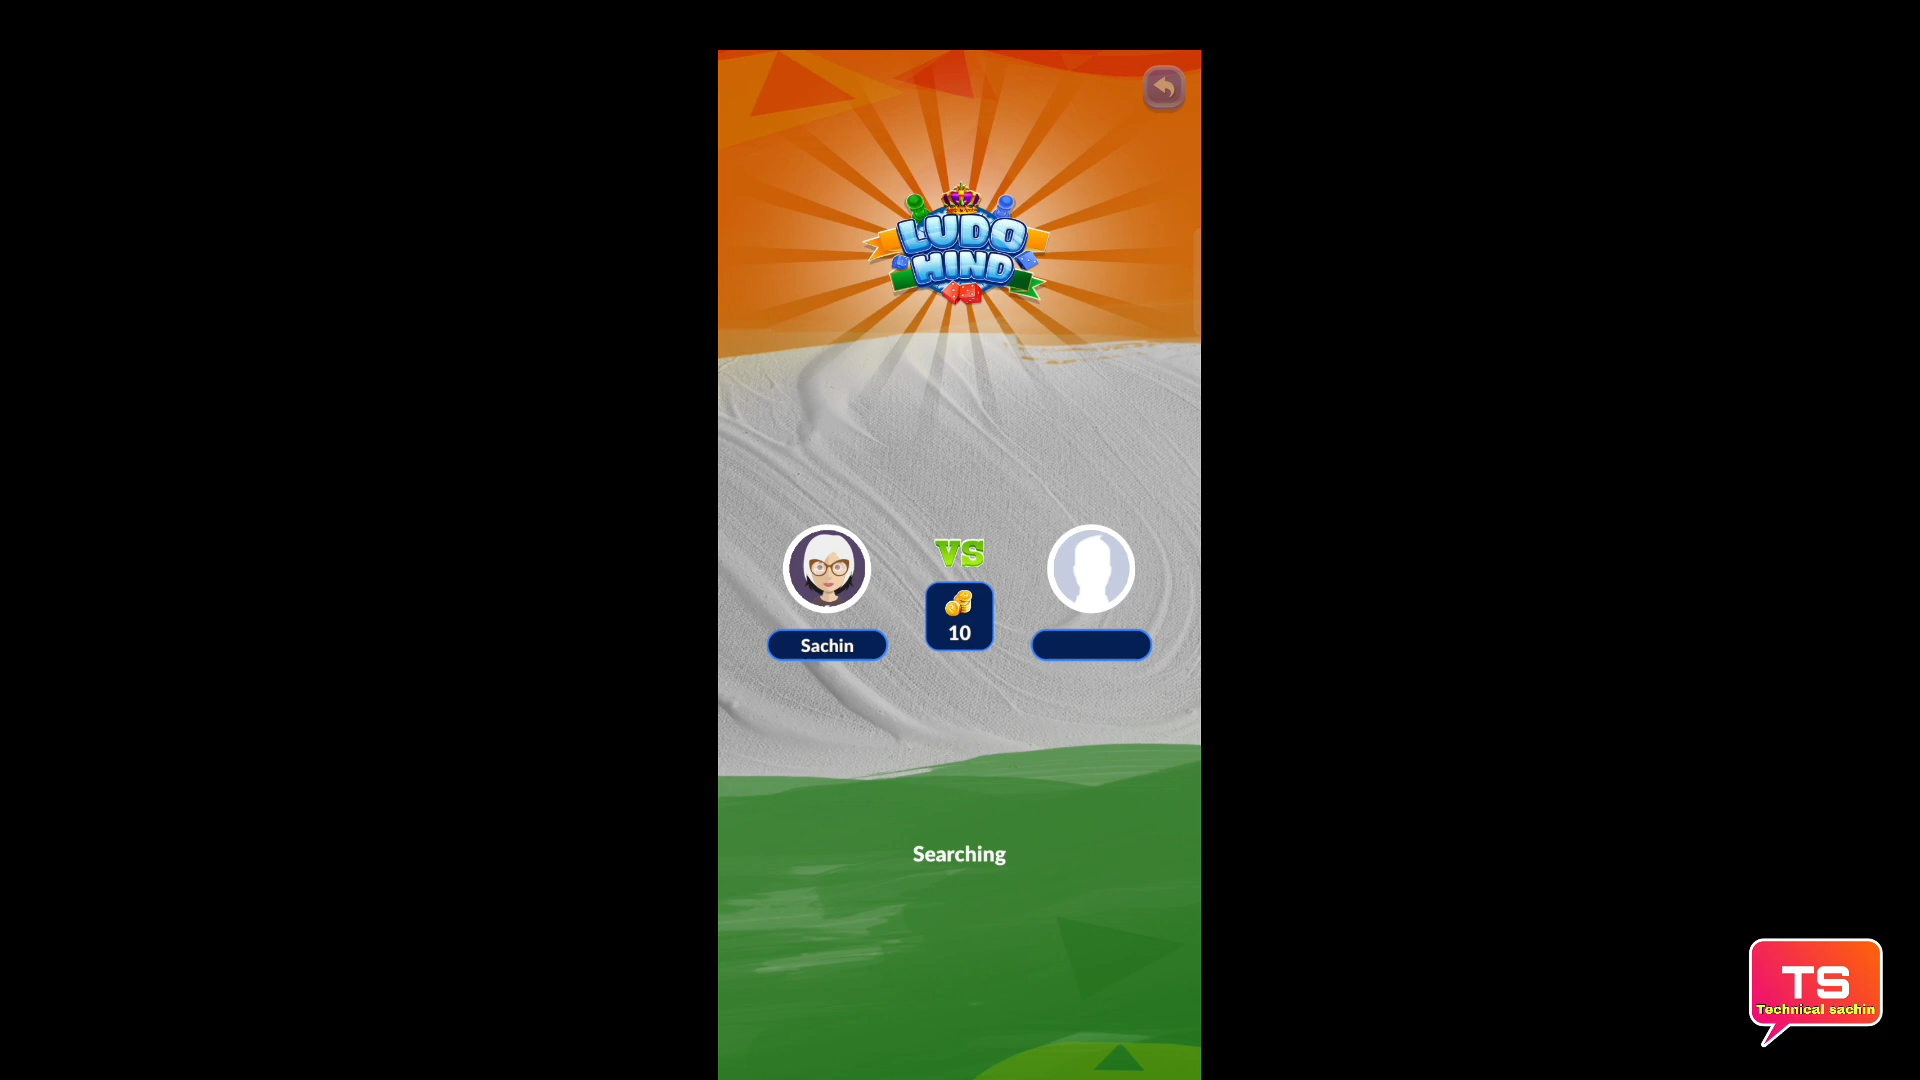 LUDO
HIND
VS
10
Sachin
Searching
TS
Technical sachin